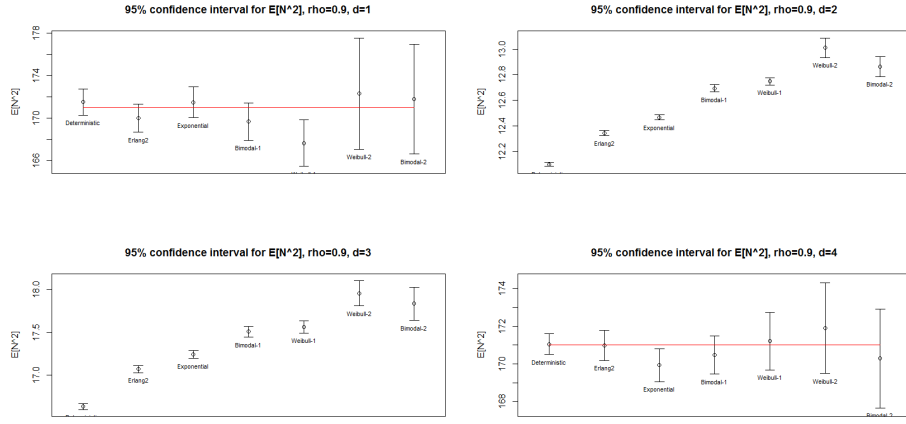 95% confidence interval for E[N^2], rho=0.9, d=1
E[N^2]
178
174
170
166
Deterministic
Erlang2
Exponential
Bimodal-1
Weibull-2
Bimodal-2
95% confidence interval for E[N^2], rho=0.9, d=2
E[N^2]
13.0
12.8
12.6
12.4
12.2
Erlang2
Exponential
Bimodal-1
Weibull-1
Weibull-2
Bimodal-2
95% confidence interval for E[N^2], rho=0.9, d=3
E[N^2]
18.0
17.5
17.0
Erlang2
Exponential
Bimodal-1
Weibull-1
Weibull-2
Bimodal-2
95% confidence interval for E[N^2], rho=0.9, d=4
E[N^2]
174
172
170
168
Deterministic
Erlang2
Exponential
Bimodal-1
Weibull-1
Weibull-2
Bimodal-2